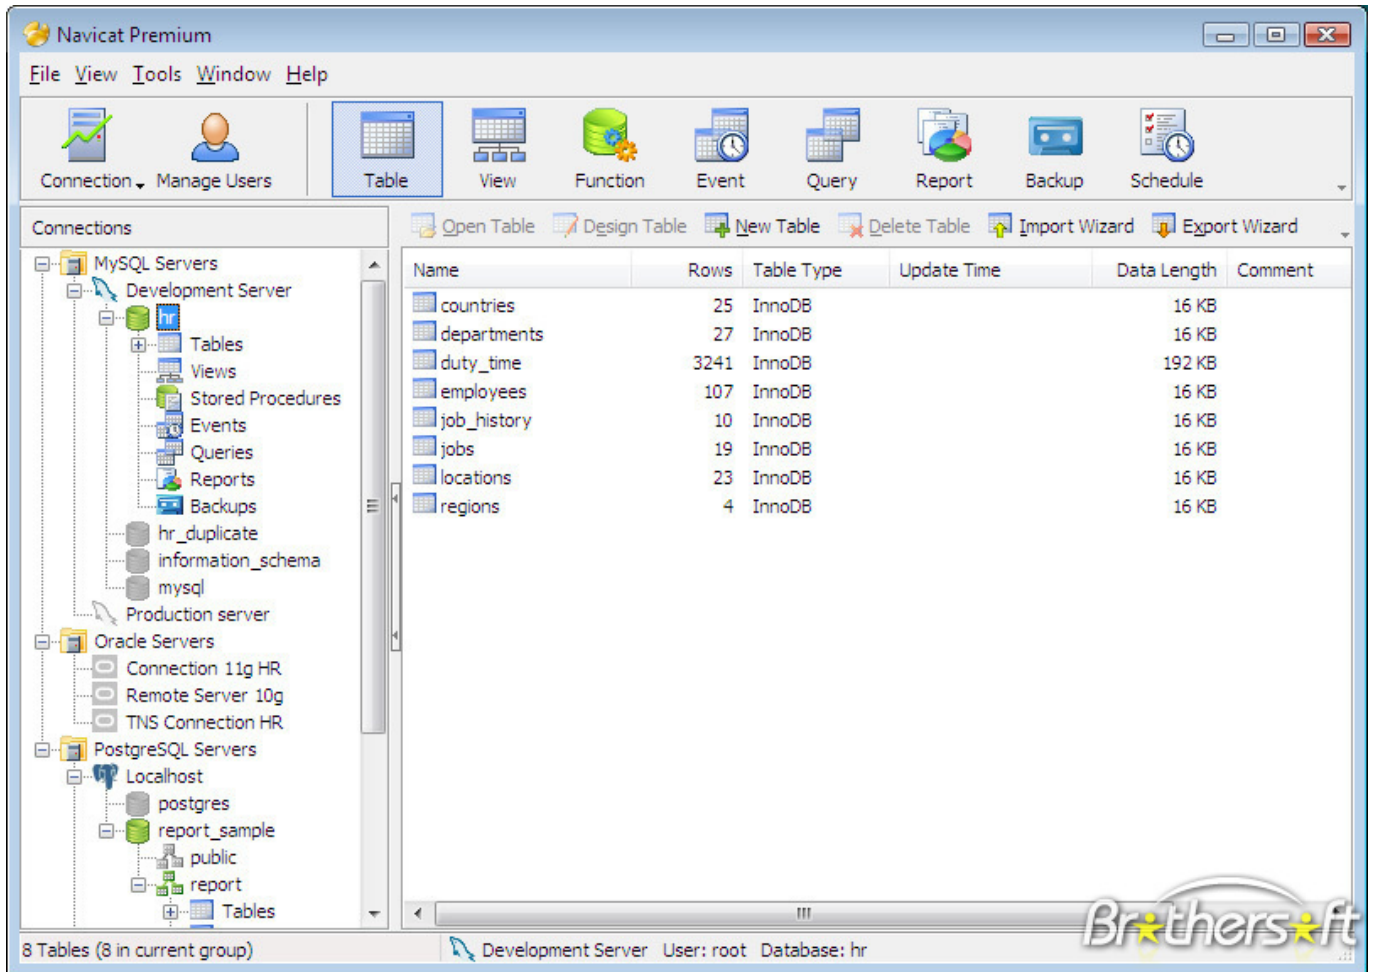 Navicat Premium
File View Tools Window Help
Connection Manage Users Table View Function Event Query Report Backup Schedule
Connections
Open Table Design Table New Table Delete Table Import Wizard Export Wizard
MySQL Servers
Development Server
hr
Tables
Views
Stored Procedures
Events
Queries
Reports
Backups
hr_duplicate
information_schema
mysql
Production server
Oracle Servers
Connection 11g HR
Remote Server 10g
TNS Connection HR
PostgreSQL Servers
Localhost
postgres
report_sample
public
report
Tables
Name Rows Table Type Update Time Data Length Comment
countries 25 InnoDB 16 KB
departments 27 InnoDB 16 KB
duty_time 3241 InnoDB 192 KB
employees 107 InnoDB 16 KB
job_history 10 InnoDB 16 KB
jobs 19 InnoDB 16 KB
locations 23 InnoDB 16 KB
regions 4 InnoDB 16 KB
Brothersoft
8 Tables (8 in current group) Development Server User: root Database: hr